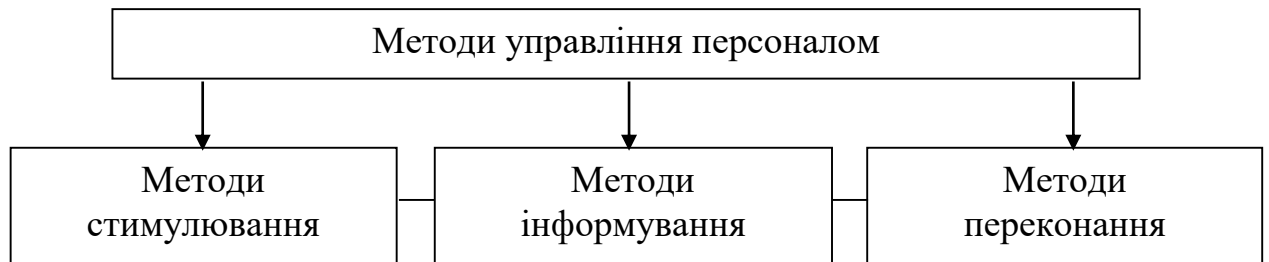 Методи управління персоналом
Методи
стимулювання
Методи
інформування
Методи
переконання